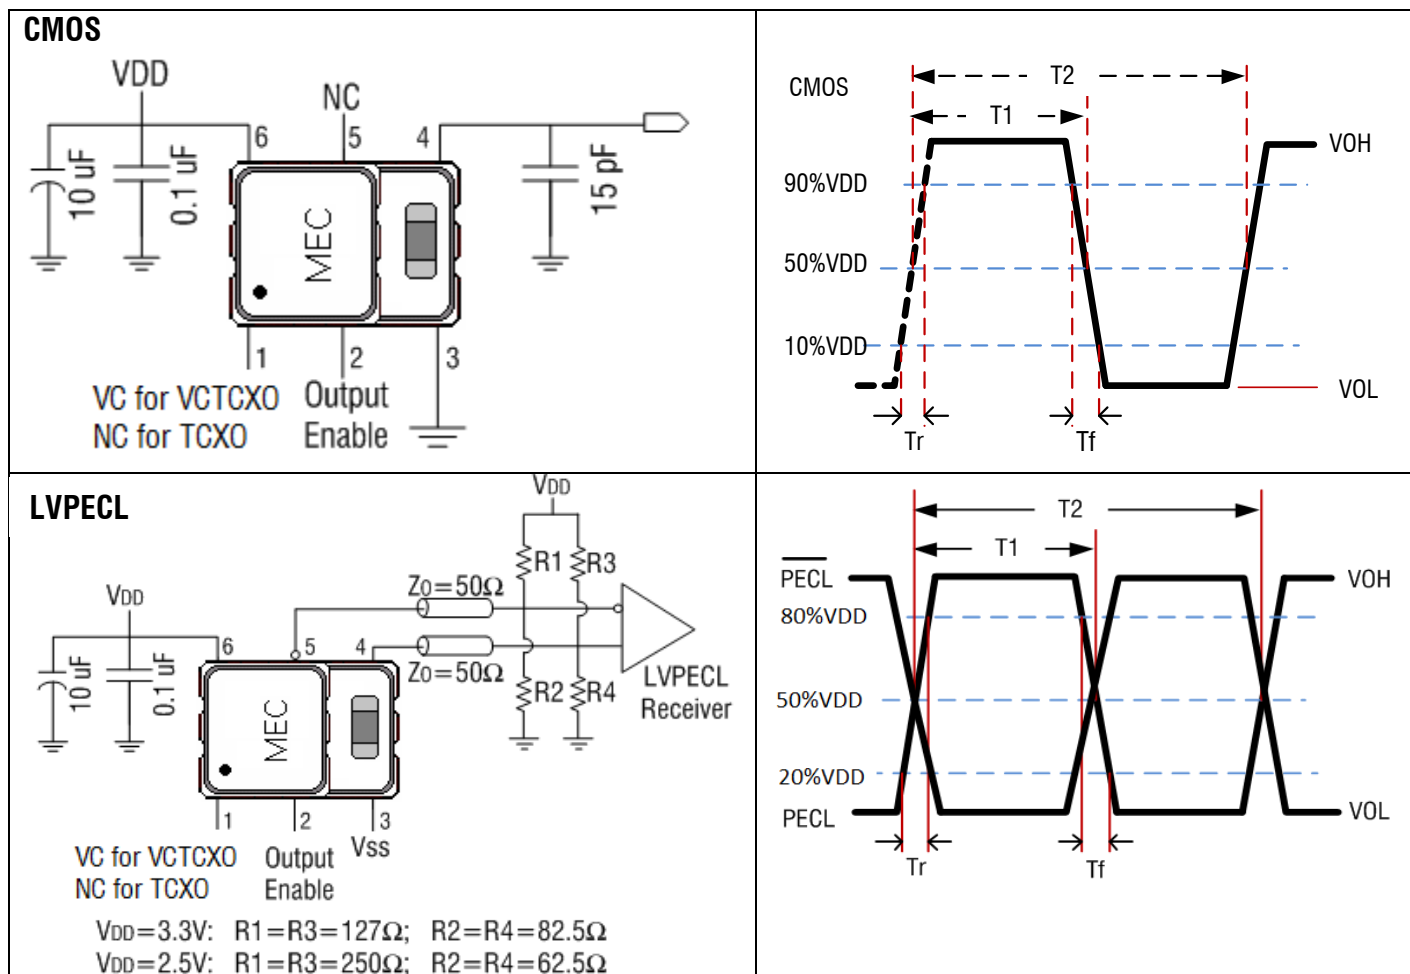 CMOS
VDD
NC
6
5
4
10 uF
0.1 uF
15 pF
MEC
1
2
3
VC for VCTCXO
NC for TCXO
Output
Enable
CMOS
T2
T1
VOH
90%VDD
50%VDD
10%VDD
VOL
Tr
Tf
LVPECL
VDD
R1
R3
Z0=50Ω
VDD
6
5
4
Z0=50Ω
10 uF
0.1 uF
R2
R4
LVPECL
Receiver
MEC
1
2
3
Vss
VC for VCTCXO
NC for TCXO
Output
Enable
VDD=3.3V: R1=R3=127Ω; R2=R4=82.5Ω
VDD=2.5V: R1=R3=250Ω; R2=R4=62.5Ω
T2
T1
PECL
VOH
80%VDD
50%VDD
20%VDD
PECL
VOL
Tr
Tf